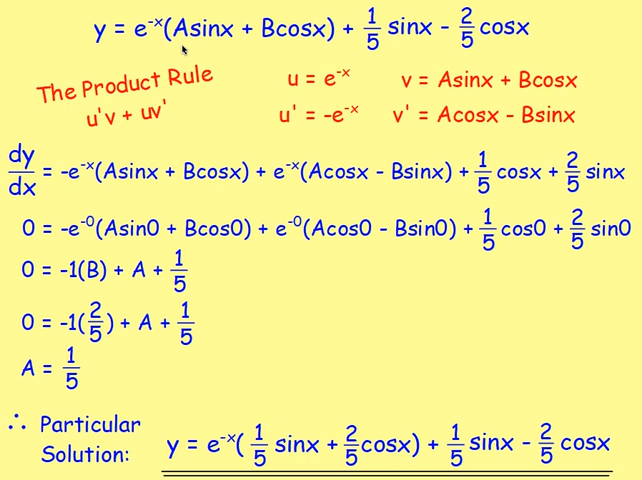 y = e⁻ˣ(Asinx + Bcosx) + 1/5 sinx - 2/5 cosx
The Product Rule
u'v + uv'
u = e⁻ˣ v = Asinx + Bcosx
u' = -e⁻ˣ v' = Acosx - Bsinx
dy/dx = -e⁻ˣ(Asinx + Bcosx) + e⁻ˣ(Acosx - Bsinx) + 1/5 cosx + 2/5 sinx
0 = -e⁻⁰(Asin0 + Bcos0) + e⁻⁰(Acos0 - Bsin0) + 1/5 cos0 + 2/5 sin0
0 = -1(B) + A + 1/5
0 = -1(2/5) + A + 1/5
A = 1/5
∴ Particular
Solution: y = e⁻ˣ( 1/5 sinx + 2/5 cosx) + 1/5 sinx - 2/5 cosx